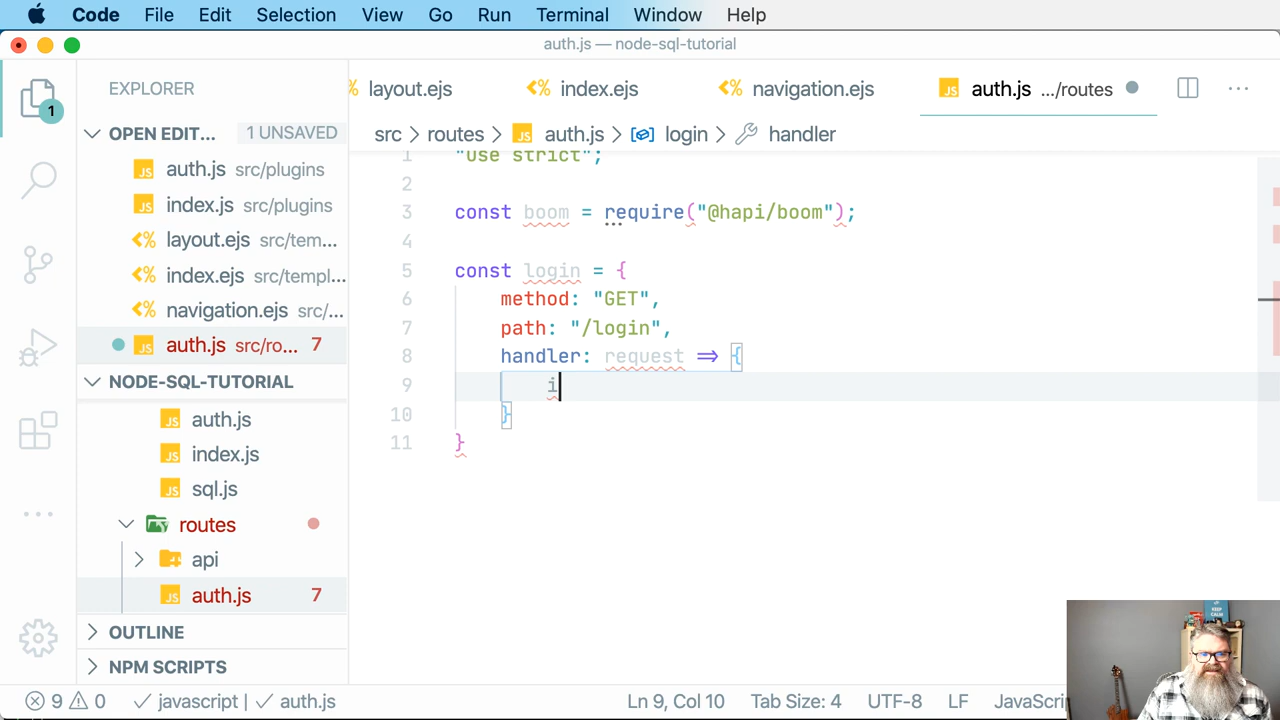 Code File Edit Selection View Go Run Terminal Window Help
auth.js — node-sql-tutorial
EXPLORER
layout.ejs
index.ejs
navigation.ejs
auth.js .../routes
OPEN EDIT... 1 UNSAVED
src > routes > auth.js > login > handler
auth.js src/plugins
index.js src/plugins
layout.ejs src/tem...
index.ejs src/templ...
navigation.ejs src/...
auth.js src/ro... 7
NODE-SQL-TUTORIAL
auth.js
index.js
sql.js
routes
api
auth.js 7
OUTLINE
NPM SCRIPTS
1
1 "use strict";
2
3 const boom = require("@hapi/boom");
4
5 const login = {
6 method: "GET",
7 path: "/login",
8 handler: request => {
9 i
10 }
11 }
KEEP
CALM
9 0 javascript | auth.js Ln 9, Col 10 Tab Size: 4 UTF-8 LF JavaScri